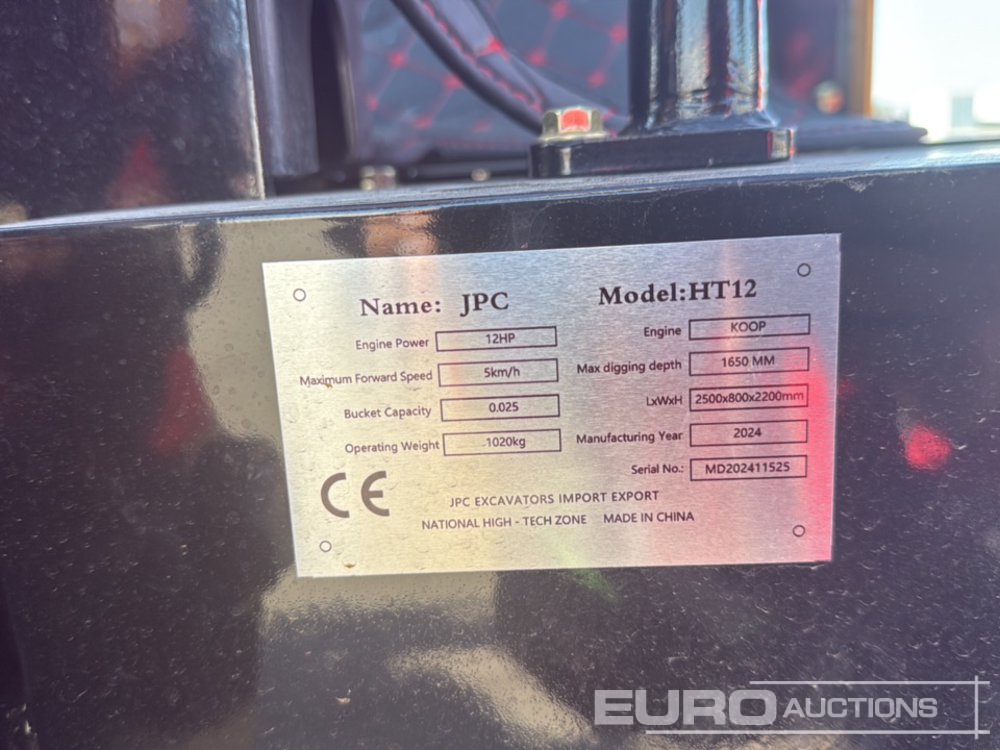 Name: JPC Model:HT12
Engine Power 12HP Engine KOOP
Maximum Forward Speed 5km/h Max digging depth 1650 MM
Bucket Capacity 0.025 LxWxH 2500x800x2200mm
Operating Weight 1020kg Manufacturing Year 2024
Serial No.: MD202411525
CE
JPC EXCAVATORS IMPORT EXPORT
NATIONAL HIGH - TECH ZONE MADE IN CHINA
EURO AUCTIONS